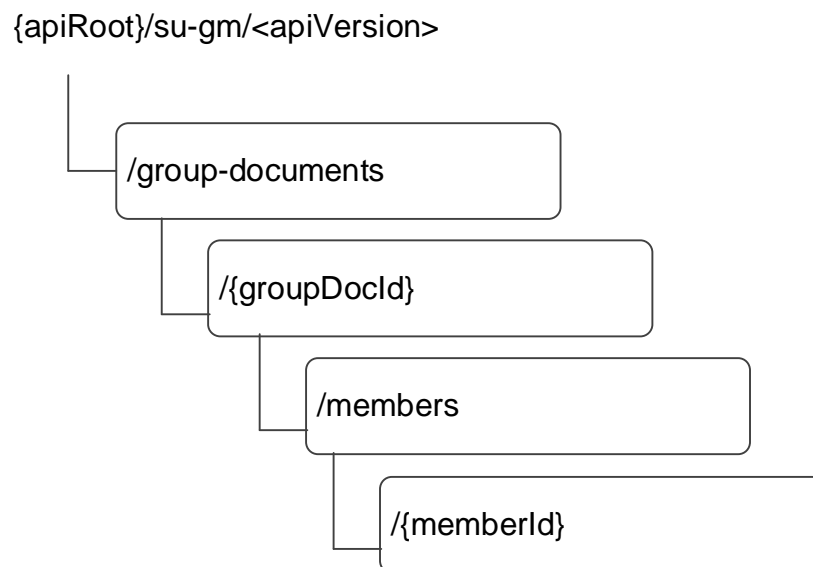 {apiRoot}/su-gm/<apiVersion>
/group-documents
/{groupDocId}
/members
/{memberId}